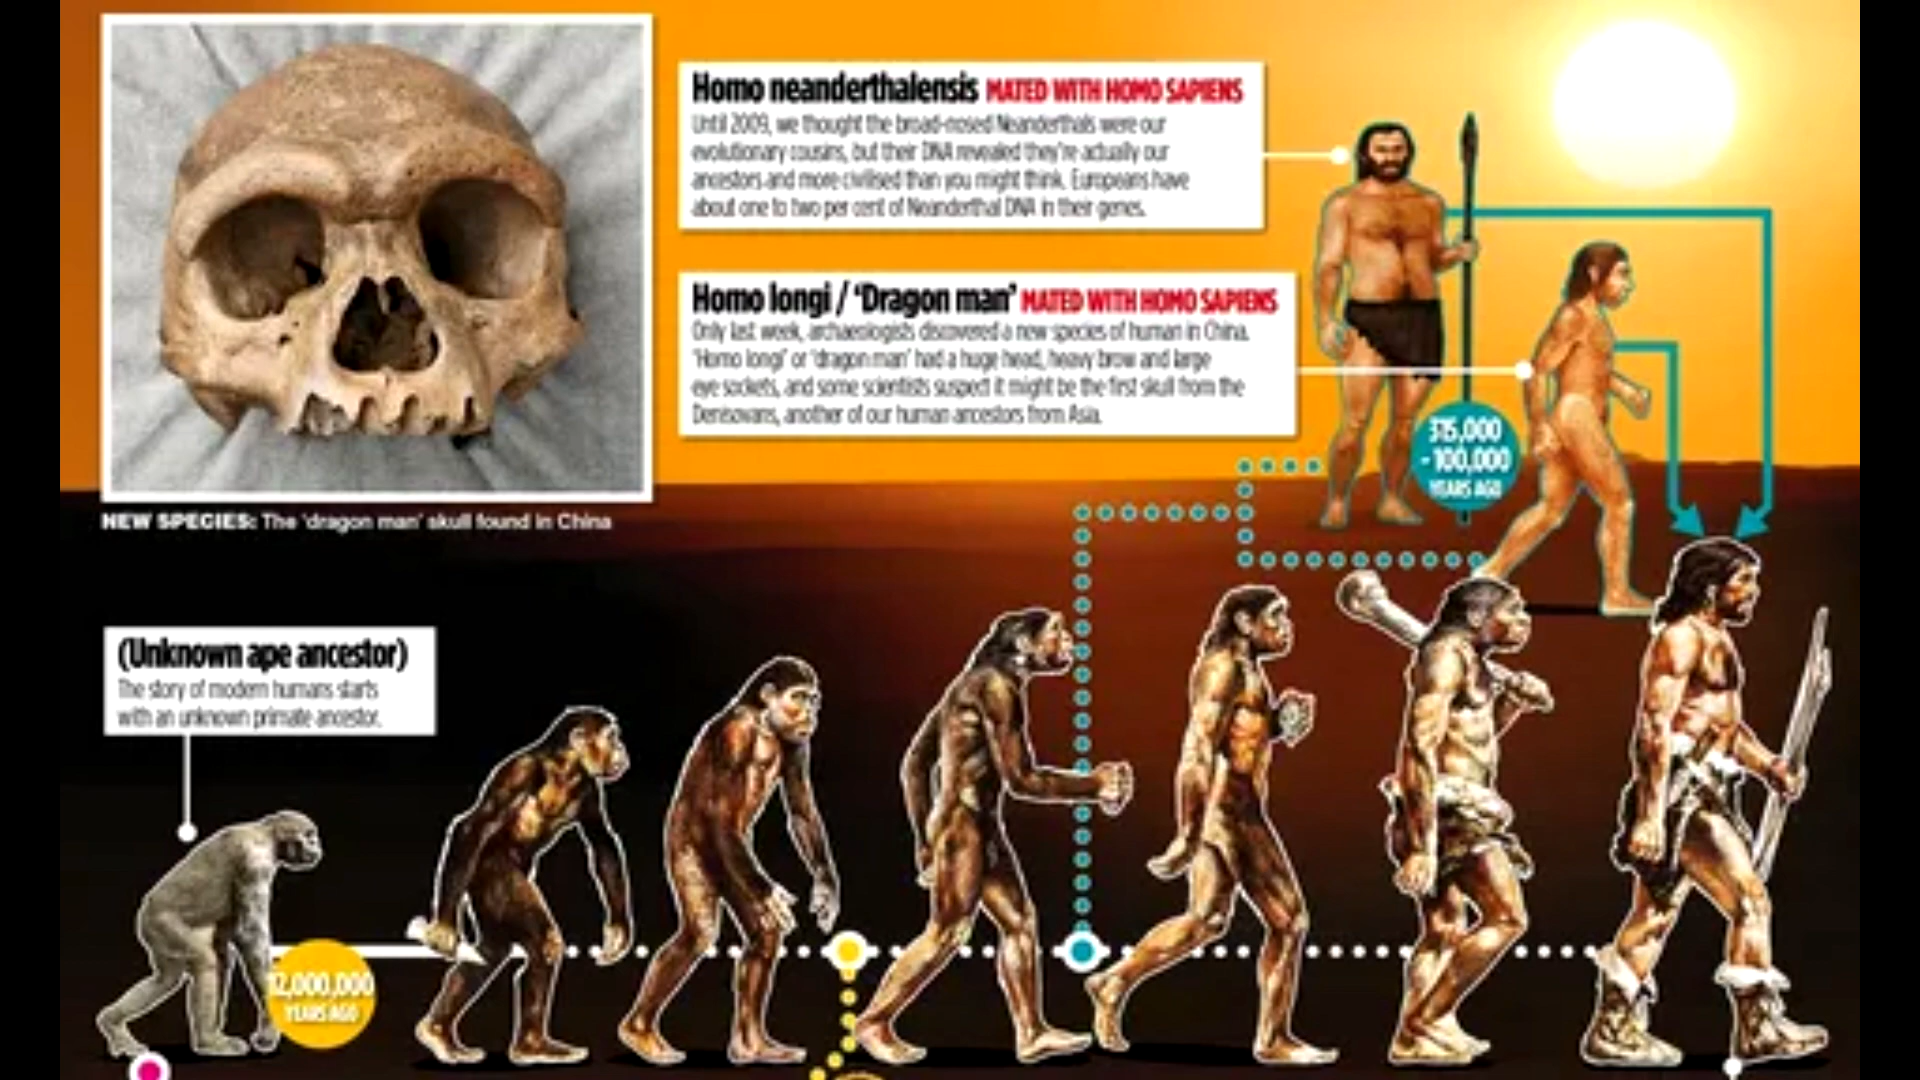 Homo neanderthalensis MATED WITH HOMO SAPIENS
Until 2009, we thought the broad-nosed Neanderthals were our
evolutionary cousins, but their DNA revealed they're actually our
ancestors and more civilised than you might think. Europeans have
about one to two per cent of Neanderthal DNA in their genes.
Homo longi / 'Dragon man' MATED WITH HOMO SAPIENS
Only last week, archaeologists discovered a new species of human in China.
'Homo longi' or 'dragon man' had a huge head, heavy brow and large
eye sockets, and some scientists suspect it might be the first skull from the
Denisovans, another of our human ancestors from Asia.
315,000
- 100,000
YEARS AGO
NEW SPECIES: The 'dragon man' skull found in China
(Unknown ape ancestor)
The story of modern humans starts
with an unknown primate ancestor.
12,000,000
YEARS AGO